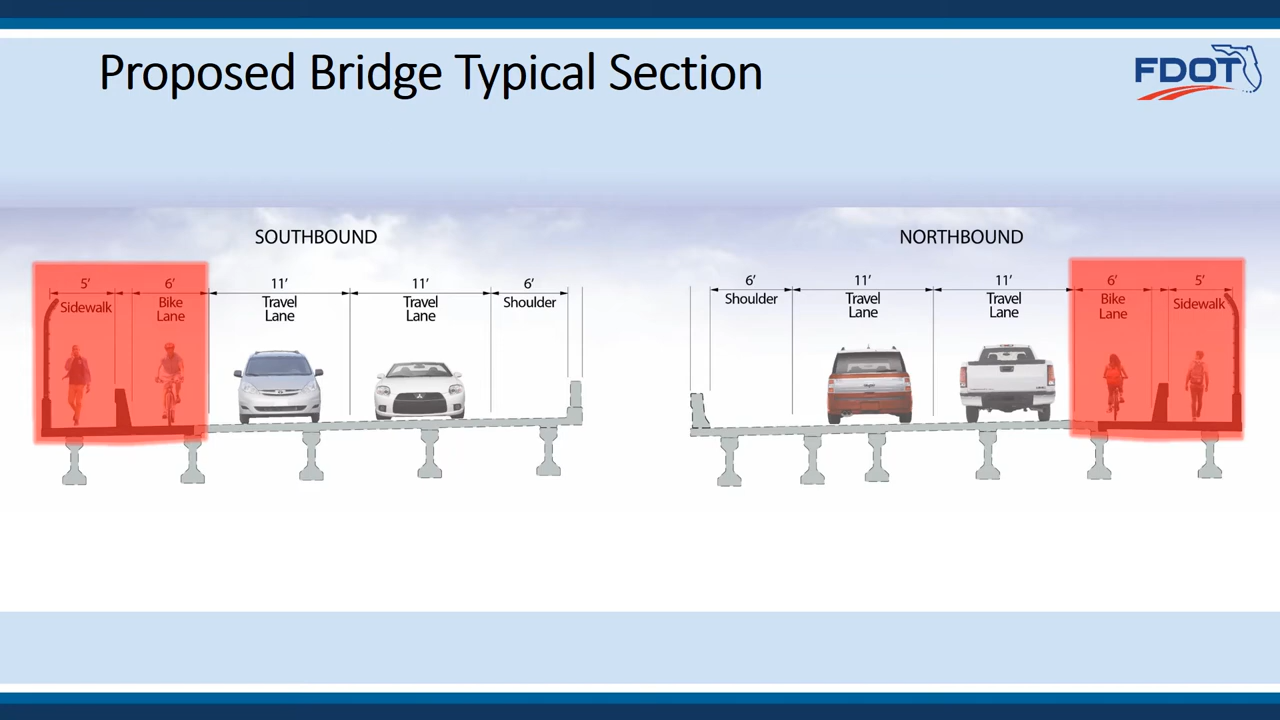 Proposed Bridge Typical Section
FDOT
SOUTHBOUND
5’
Sidewalk
6’
Bike
Lane
11’
Travel
Lane
11’
Travel
Lane
6’
Shoulder
NORTHBOUND
6’
Shoulder
11’
Travel
Lane
11’
Travel
Lane
6’
Bike
Lane
5’
Sidewalk